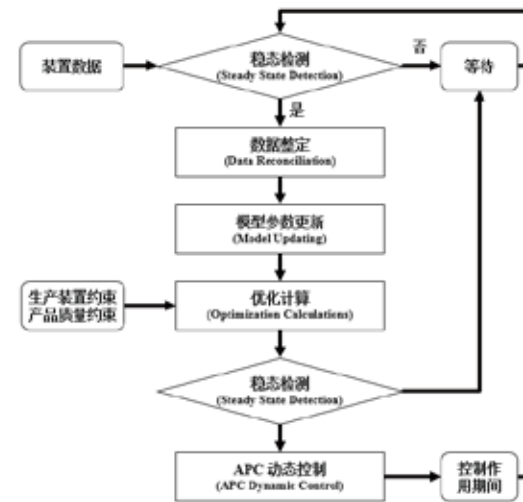 装置数据
稳态检测
(Steady State Detection)
否
等待
是
数据整定
(Data Reconciliation)
模型参数更新
(Model Updating)
生产装置约束
产品质量约束
优化计算
(Optimization Calculations)
稳态检测
(Steady State Detection)
APC 动态控制
(APC Dynamic Control)
控制作
用期间